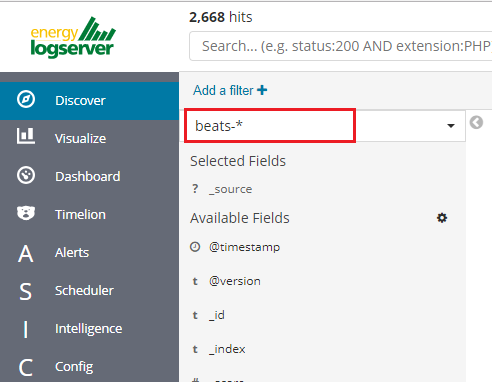 energy
logserver
2,668 hits
Search... (e.g. status:200 AND extension:PHP
Add a filter +
Discover
Visualize
Dashboard
Timelion
A Alerts
S Scheduler
I Intelligence
C Config
beats-*
Selected Fields
? _source
Available Fields
@timestamp
t @version
t _id
t _index
# _score